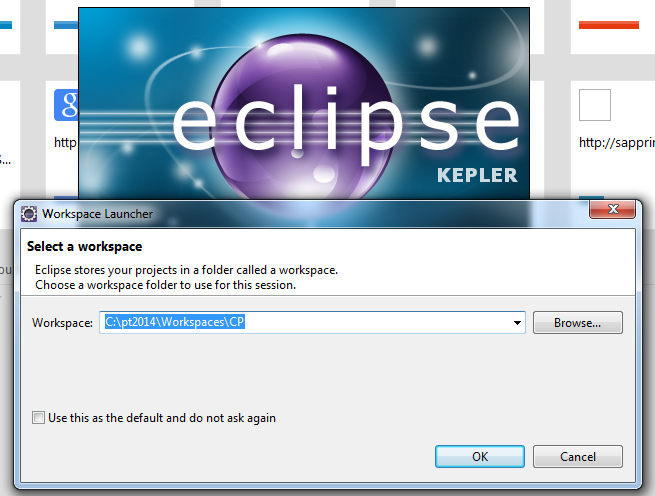 eclipse
KEPLER
g
http
http://sapprin
s...
Workspace Launcher
Select a workspace
Eclipse stores your projects in a folder called a workspace.
Choose a workspace folder to use for this session.
Workspace: C:\pt2014\Workspaces\CP Browse...
Use this as the default and do not ask again
OK Cancel